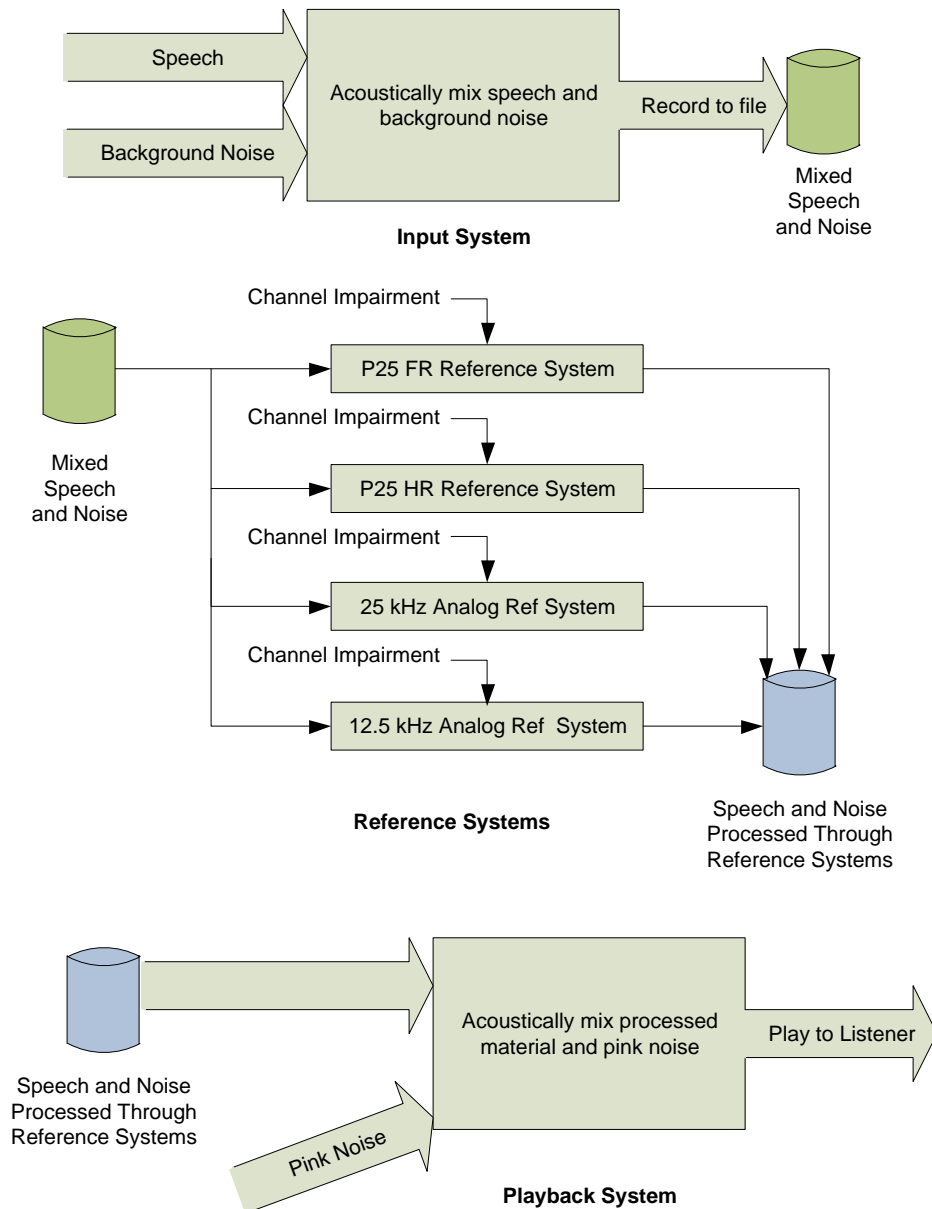 Speech
Acoustically mix speech and
background noise
Record to file
Background Noise
Mixed
Speech
and Noise
Input System
Channel Impairment
P25 FR Reference System
Channel Impairment
Mixed
Speech
and Noise
P25 HR Reference System
Channel Impairment
25 kHz Analog Ref System
Channel Impairment
12.5 kHz Analog Ref System
Speech and Noise
Processed Through
Reference Systems
Reference Systems
Acoustically mix processed
material and pink noise
Play to Listener
Speech and Noise
Processed Through
Reference Systems
Pink Noise
Playback System